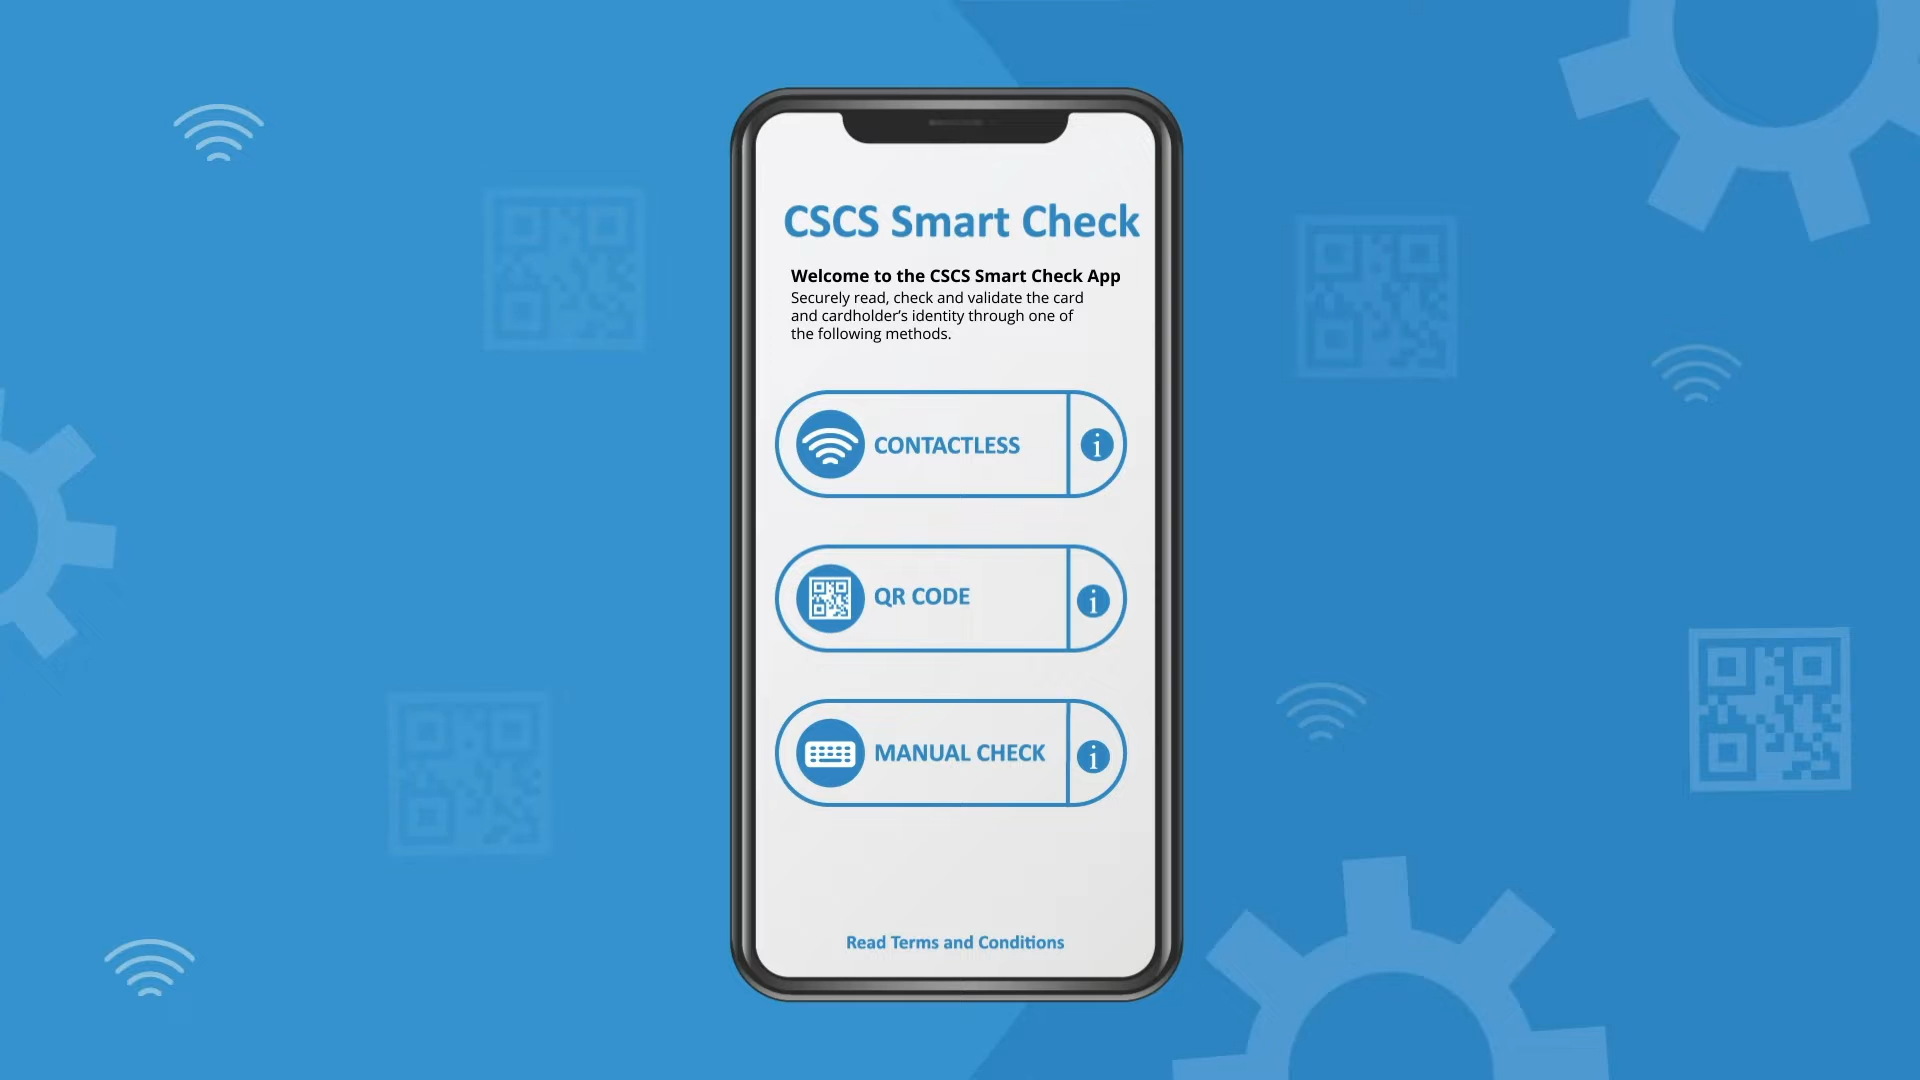 CSCS Smart Check
Welcome to the CSCS Smart Check App
Securely read, check and validate the card
and cardholder’s identity through one of
the following methods.
CONTACTLESS
i
QR CODE
i
MANUAL CHECK
i
Read Terms and Conditions